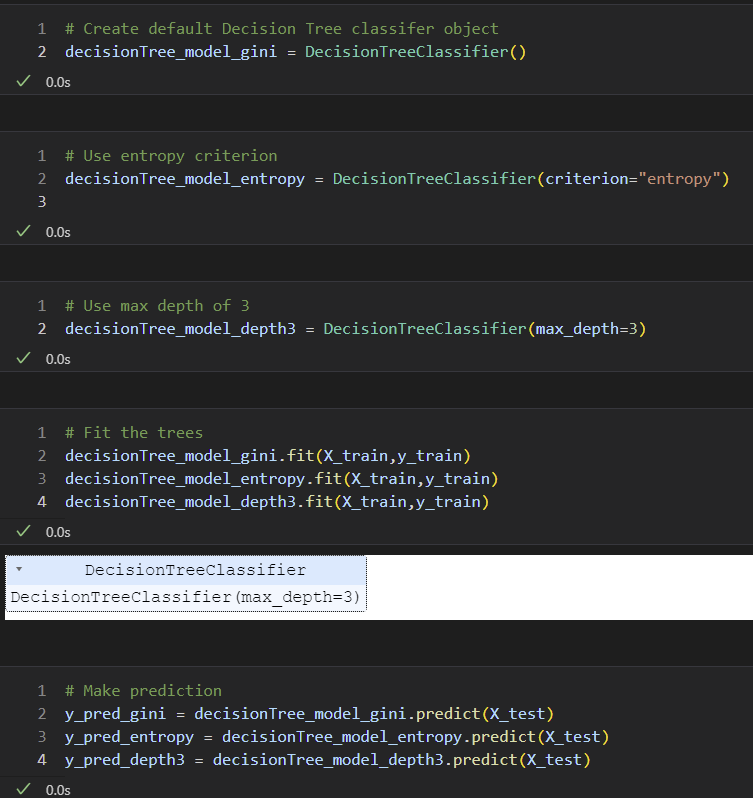 1 # Create default Decision Tree classifer object
2 decisionTree_model_gini = DecisionTreeClassifier()
✓ 0.0s
1 # Use entropy criterion
2 decisionTree_model_entropy = DecisionTreeClassifier(criterion="entropy")
3
✓ 0.0s
1 # Use max depth of 3
2 decisionTree_model_depth3 = DecisionTreeClassifier(max_depth=3)
✓ 0.0s
1 # Fit the trees
2 decisionTree_model_gini.fit(X_train,y_train)
3 decisionTree_model_entropy.fit(X_train,y_train)
4 decisionTree_model_depth3.fit(X_train,y_train)
✓ 0.0s
▾ DecisionTreeClassifier
DecisionTreeClassifier(max_depth=3)
1 # Make prediction
2 y_pred_gini = decisionTree_model_gini.predict(X_test)
3 y_pred_entropy = decisionTree_model_entropy.predict(X_test)
4 y_pred_depth3 = decisionTree_model_depth3.predict(X_test)
✓ 0.0s